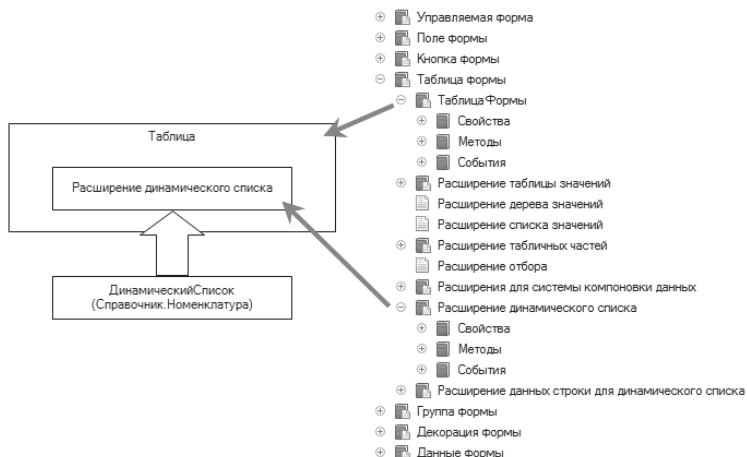 Таблица
Расширение динамического списка
ДинамическийСписок
(Справочник.Номенклатура)
Управляемая форма
Поле формы
Кнопка формы
Таблица формы
ТаблицаФормы
Свойства
Методы
События
Расширение таблицы значений
Расширение дерева значений
Расширение списка значений
Расширение табличных частей
Расширение отбора
Расширения для системы компоновки данных
Расширение динамического списка
Свойства
Методы
События
Расширение данных строки для динамического списка
Группа формы
Декорация формы
Данные формы